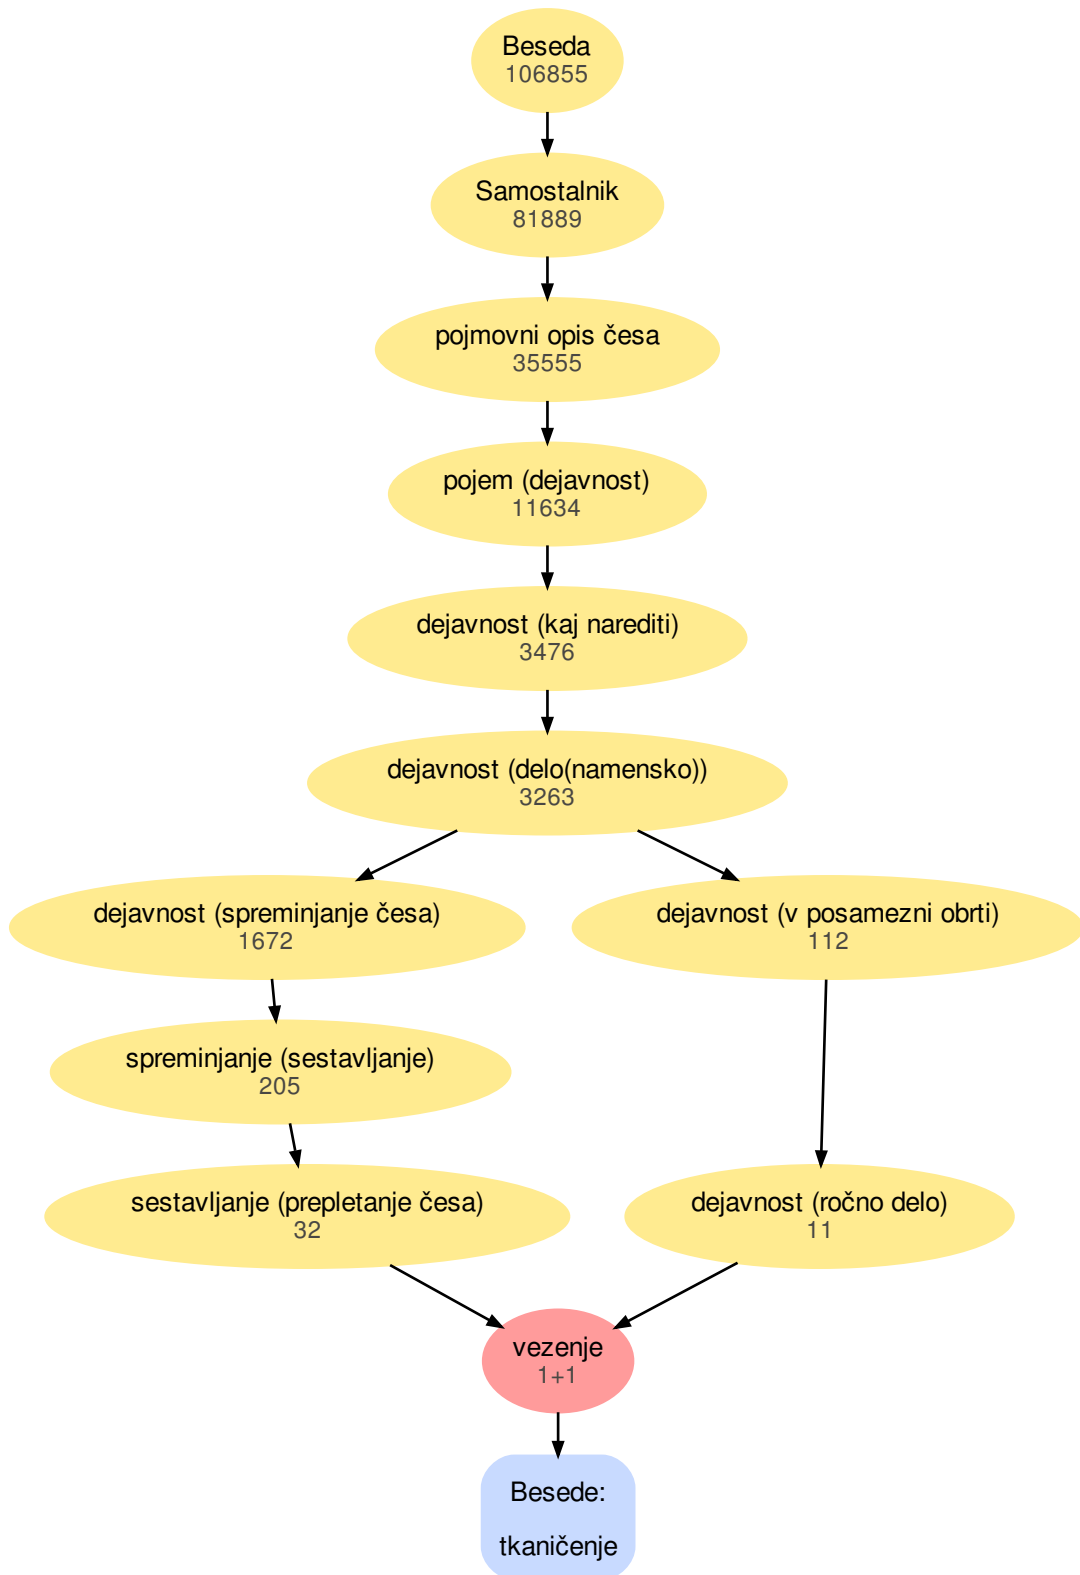 Beseda
106855
Samostalnik
81889
pojmovni opis česa
35555
pojem (dejavnost)
11634
dejavnost (kaj narediti)
3476
dejavnost (delo(namensko))
3263
dejavnost (spreminjanje česa)
1672
dejavnost (v posamezni obrti)
112
spreminjanje (sestavljanje)
205
sestavljanje (prepletanje česa)
32
dejavnost (ročno delo)
11
vezenje
1+1
Besede:
tkaničenje